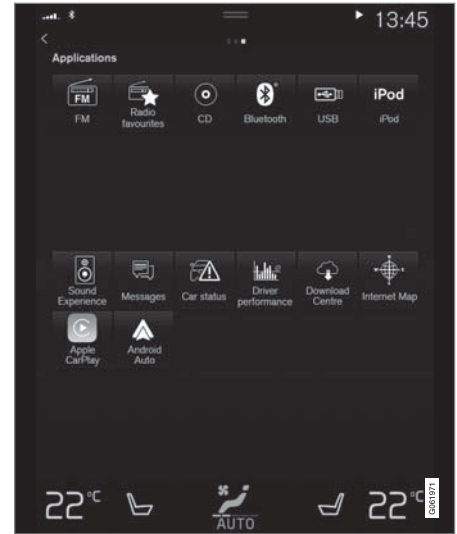 13:45
Applications
FM
iPod
FM
Radio
favourites
CD
Bluetooth
USB
iPod
Sound
Experience
Messages
Car status
Driver
performance
Download
Centre
Internet Map
Apple
CarPlay
Android
Auto
22°C
AUTO
22°C
G061971